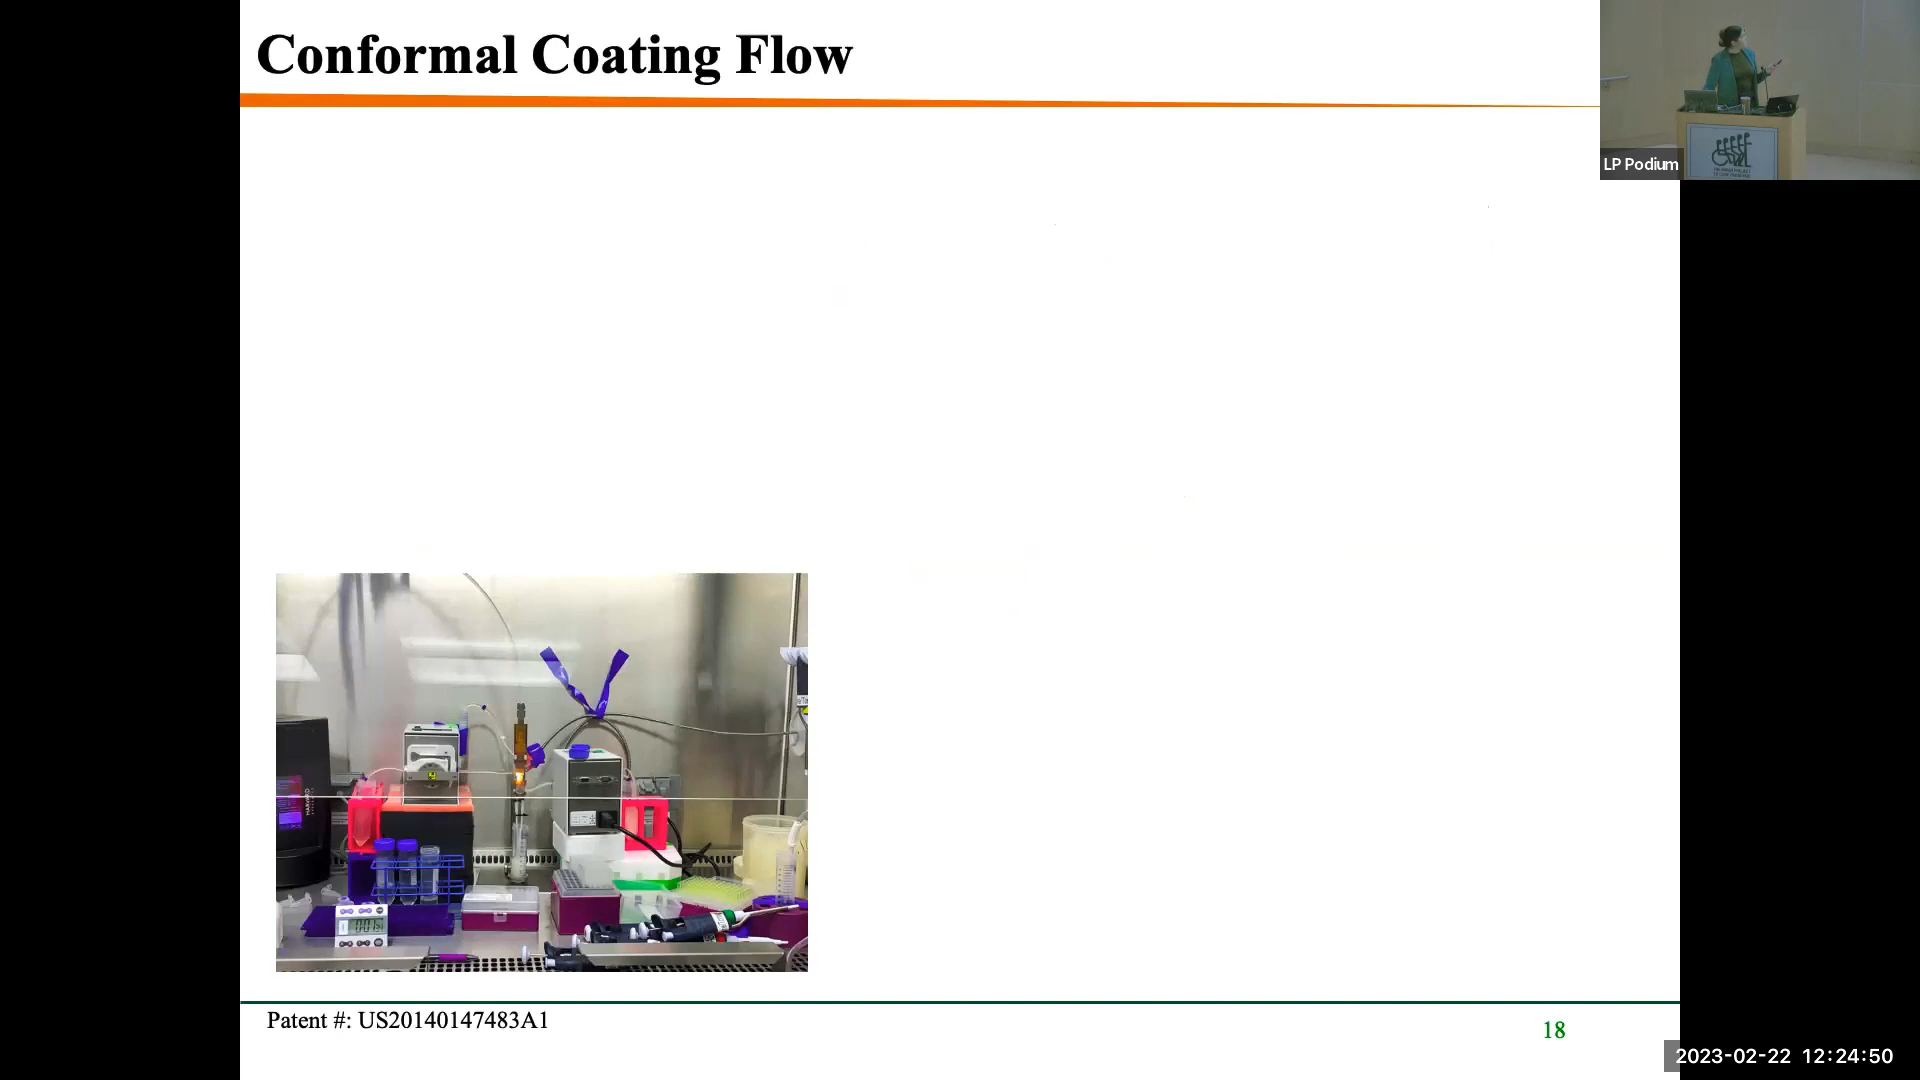 Conformal Coating Flow
LP Podium
Patent #: US20140147483A1
18
2023-02-22 12:24:50